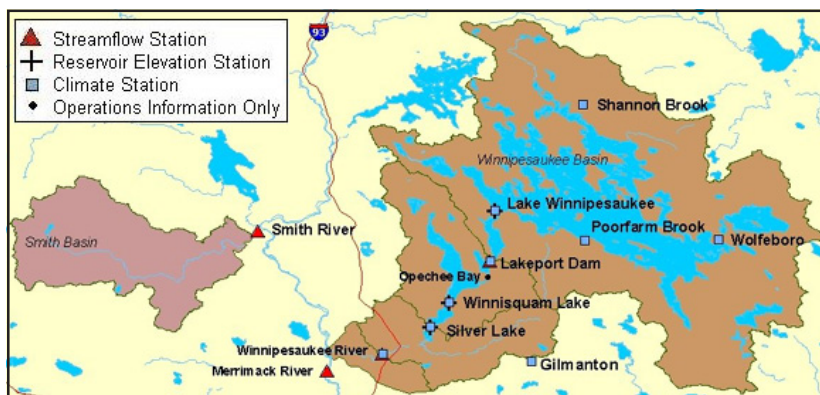 93
Streamflow Station
Reservoir Elevation Station
Climate Station
Operations Information Only
Shannon Brook
Winnipesaukee Basin
Lake Winnipesaukee
Smith Basin
Smith River
Poorfarm Brook
Wolfeboro
Lakeport Dam
Opechee Bay
Winnisquam Lake
Silver Lake
Winnipesaukee River
Gilmanton
Merrimack River